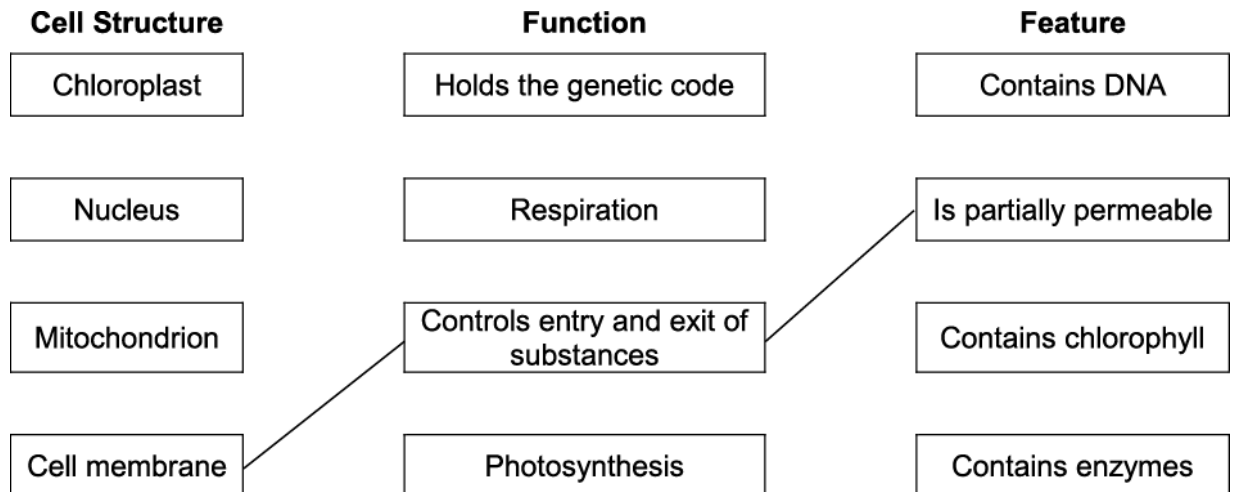 Cell Structure Function Feature
Chloroplast Holds the genetic code Contains DNA
Nucleus Respiration Is partially permeable
Mitochondrion Controls entry and exit of substances Contains chlorophyll
Cell membrane Photosynthesis Contains enzymes